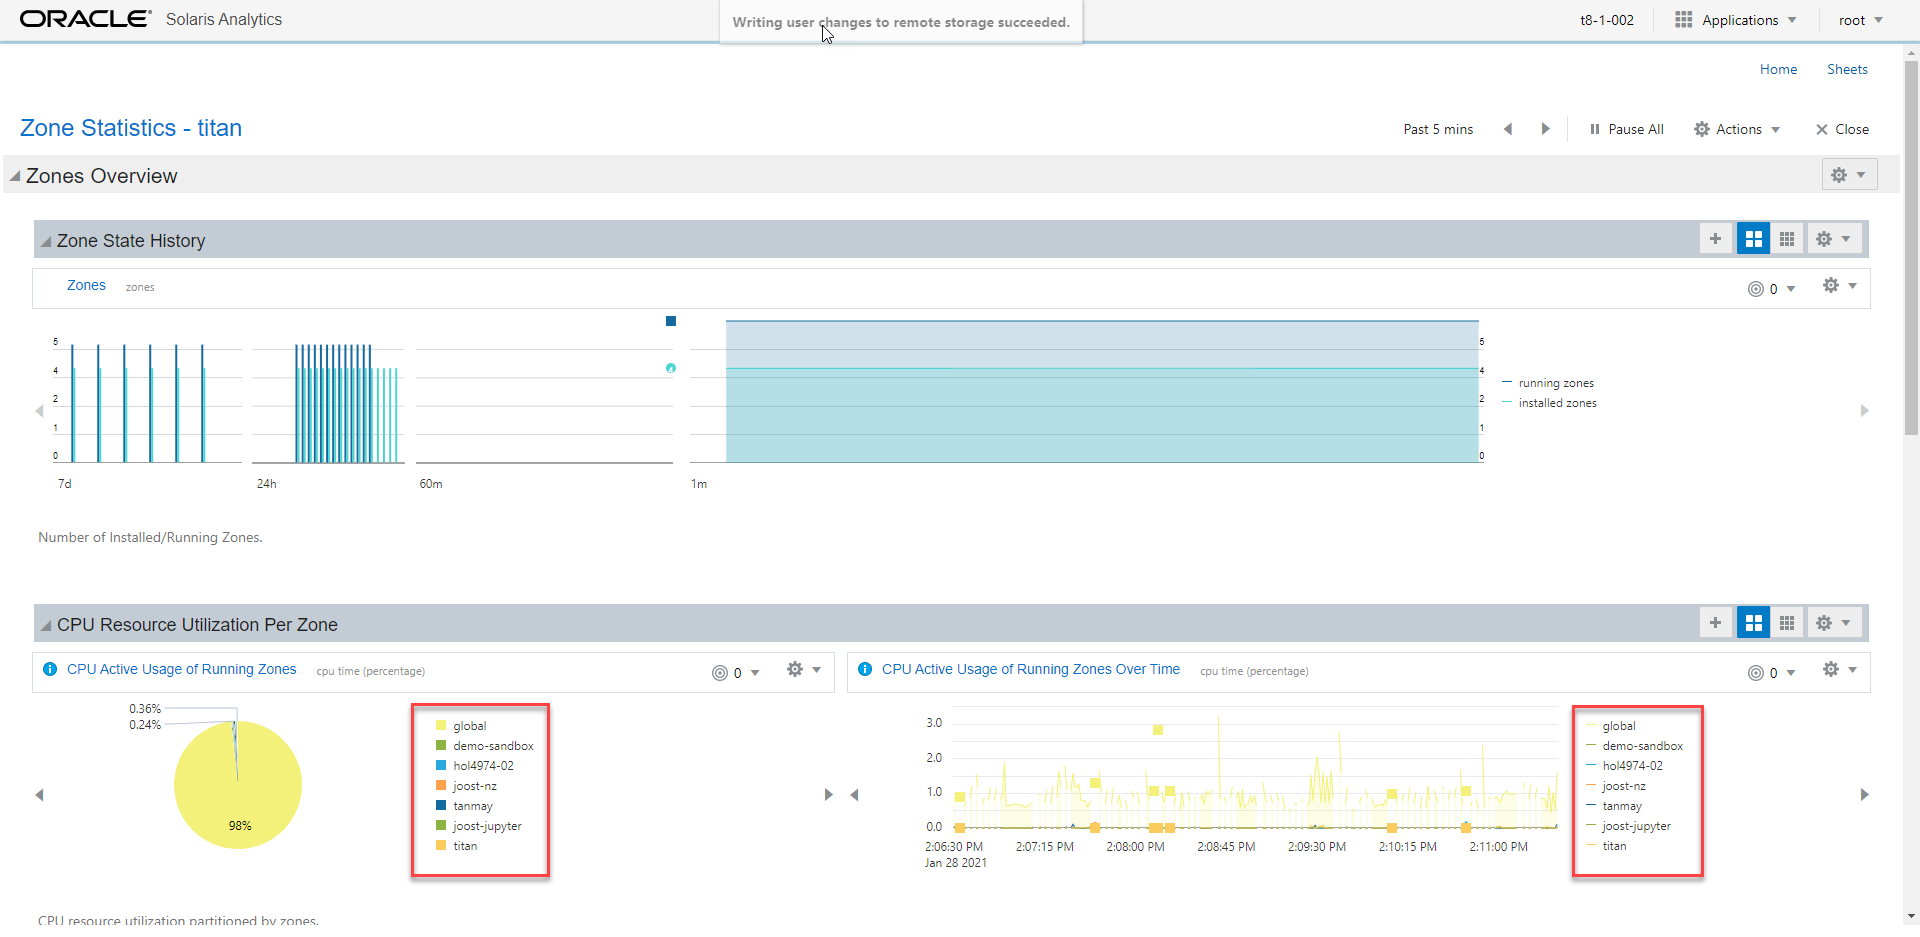 ORACLE® Solaris Analytics
Writing user changes to remote storage succeeded.
t8-1-002
Applications
root
Home
Sheets
Zone Statistics - titan
Past 5 mins
Pause All
Actions
Close
Zones Overview
Zone State History
Zones zones
0
5
4
2
1
0
7d
24h
60m
4
5
4
2
1
0
1m
running zones
installed zones
Number of Installed/Running Zones.
CPU Resource Utilization Per Zone
CPU Active Usage of Running Zones cpu time (percentage)
0
0.36%
0.24%
98%
global
demo-sandbox
hol4974-02
joost-nz
tanmay
joost-jupyter
titan
CPU Active Usage of Running Zones Over Time cpu time (percentage)
0
3.0
2.0
1.0
0.0
2:06:30 PM 2:07:15 PM 2:08:00 PM 2:08:45 PM 2:09:30 PM 2:10:15 PM 2:11:00 PM
Jan 28 2021
global
demo-sandbox
hol4974-02
joost-nz
tanmay
joost-jupyter
titan
CPU resource utilization partitioned by zones.